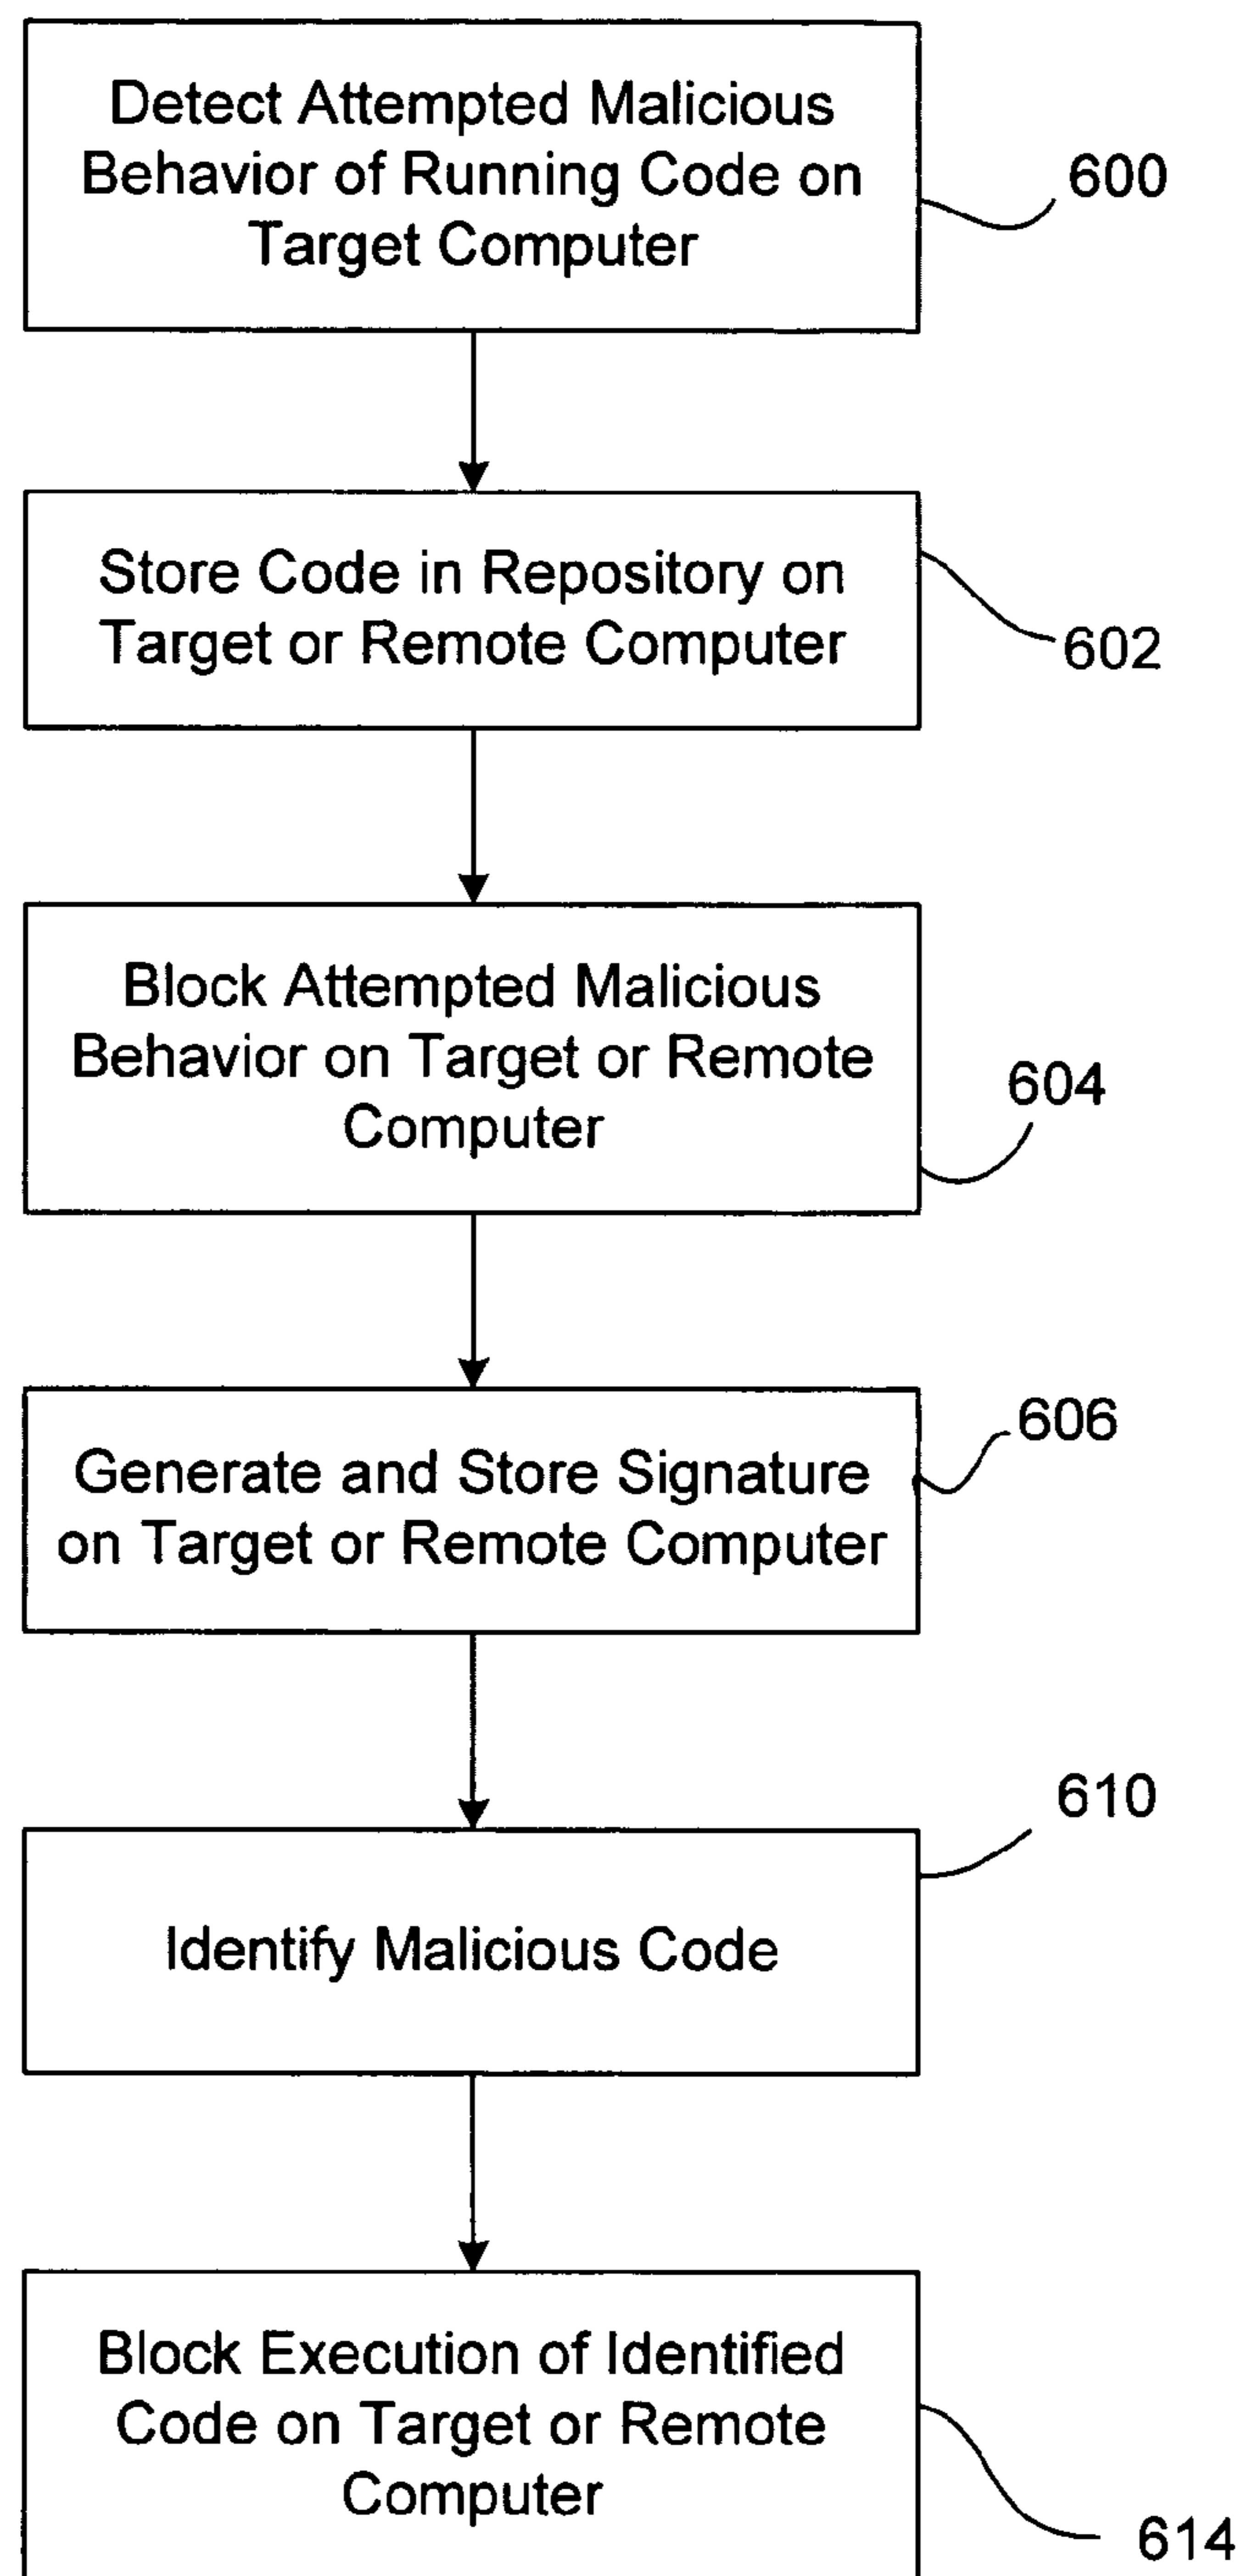 Detect Attempted Malicious
Behavior of Running Code on
Target Computer
600
Store Code in Repository on
Target or Remote Computer
602
Block Attempted Malicious
Behavior on Target or Remote
Computer
604
Generate and Store Signature
on Target or Remote Computer
606
Identify Malicious Code
610
Block Execution of Identified
Code on Target or Remote
Computer
614